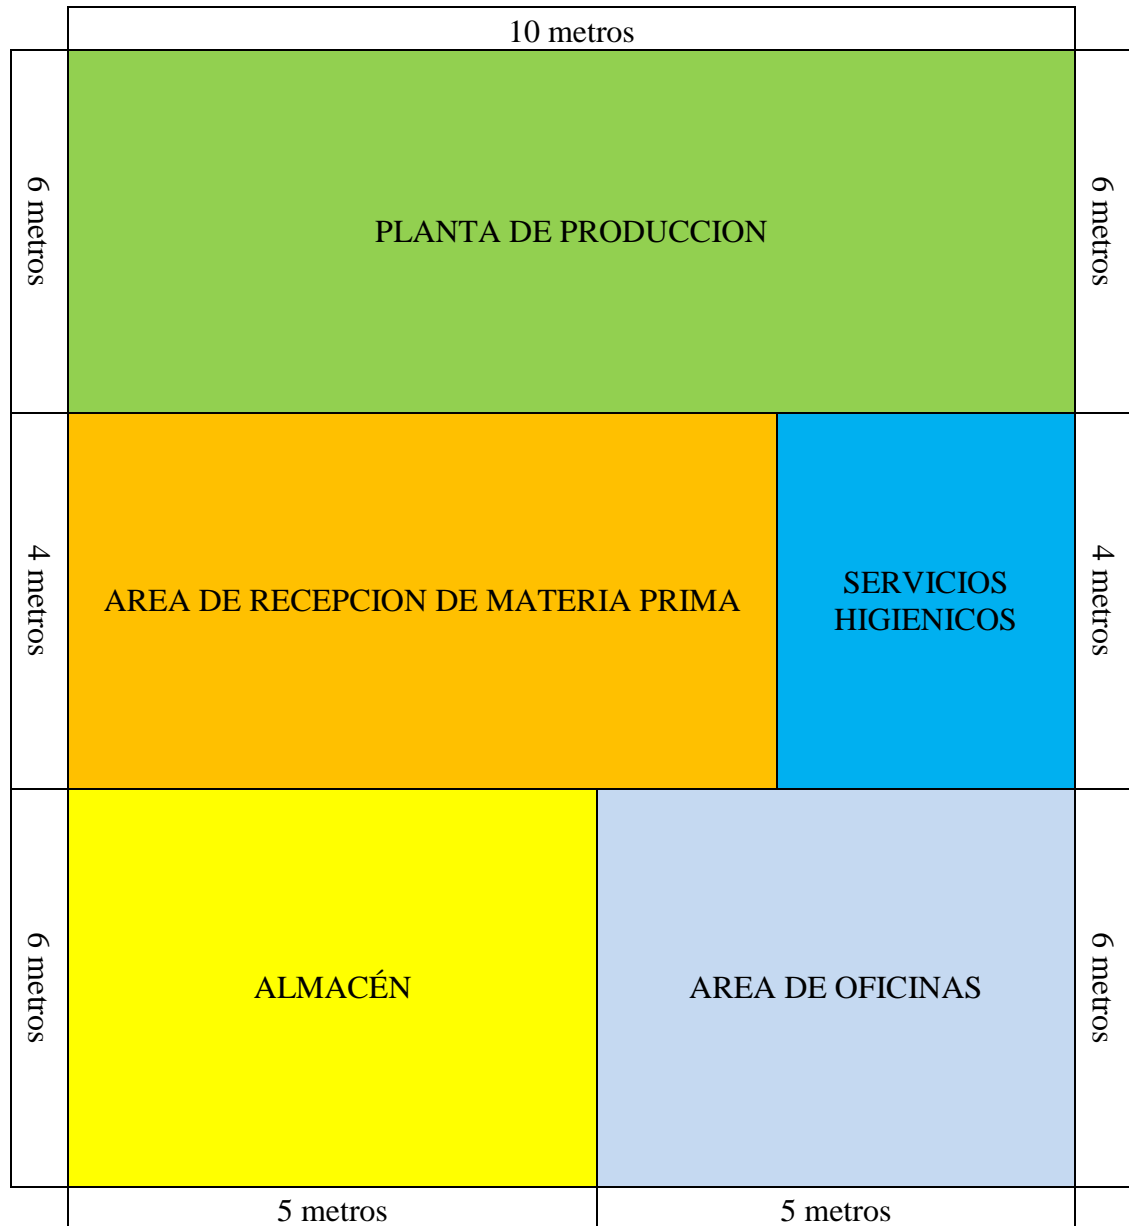 10 metros
6 metros
PLANTA DE PRODUCCION
6 metros
4 metros
AREA DE RECEPCION DE MATERIA PRIMA
SERVICIOS
HIGIENICOS
4 metros
6 metros
ALMACÉN
AREA DE OFICINAS
6 metros
5 metros
5 metros